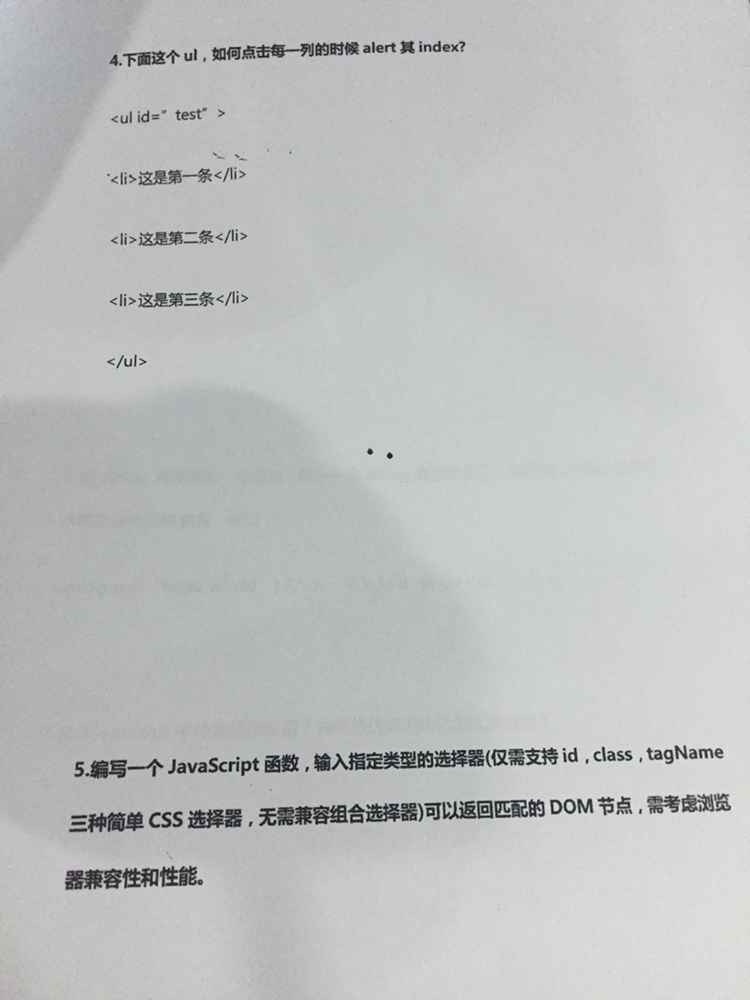 4.下面这个 ul，如何点击每一列的时候 alert 其 index?
<ul id=”test”>
<li>这是第一条</li>
<li>这是第二条</li>
<li>这是第三条</li>
</ul>
5.编写一个 JavaScript 函数，输入指定类型的选择器(仅需支持 id，class，tagName
三种简单 CSS 选择器，无需兼容组合选择器)可以返回匹配的 DOM 节点，需考虑浏览
器兼容性和性能。